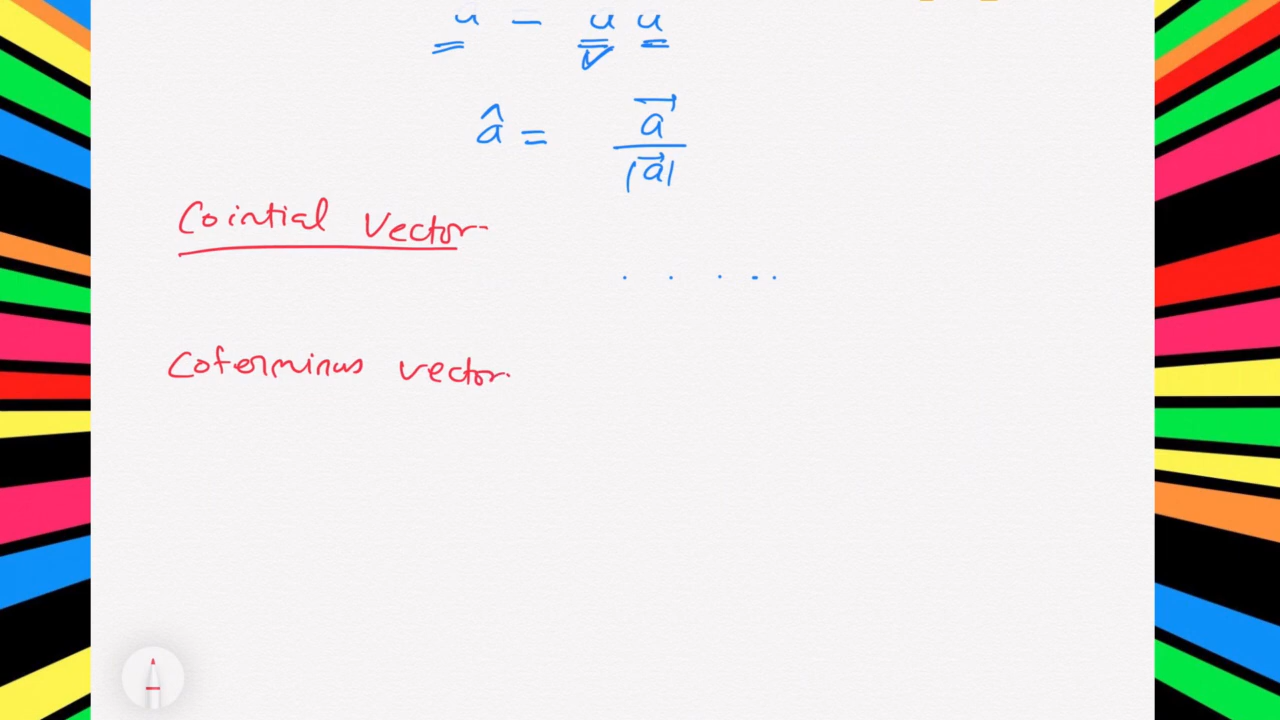 â = a⃗ / |a⃗|
Cointial Vector
Coterminus vector.